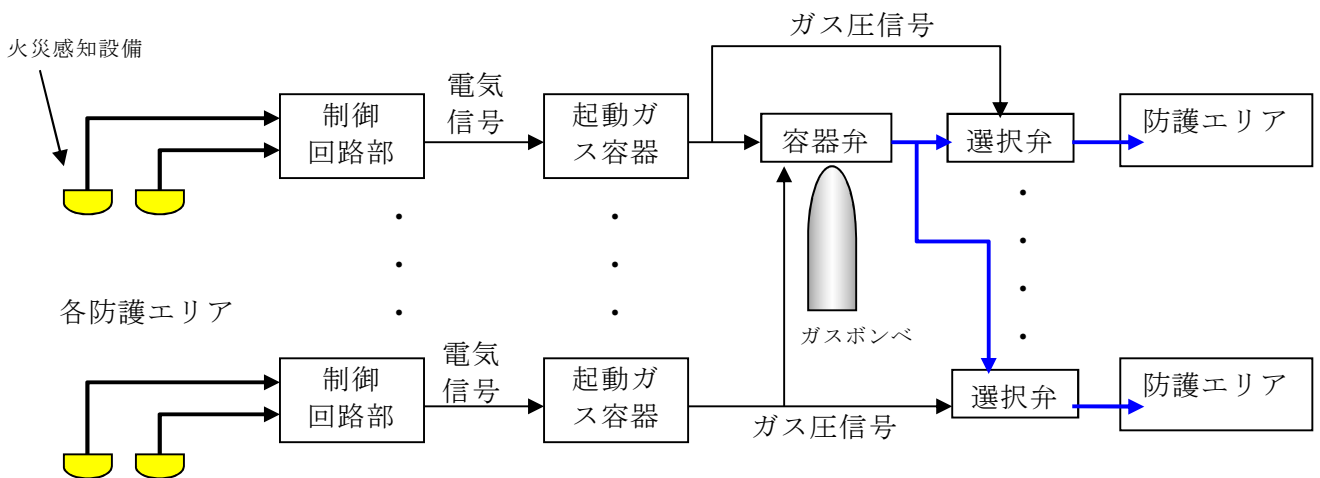 ガス圧信号
火災感知設備
電気
信号
制御
回路部
起動ガ
ス容器
容器弁
選択弁
防護エリア
各防護エリア
ガスボンベ
電気
信号
制御
回路部
起動ガ
ス容器
ガス圧信号
選択弁
防護エリア